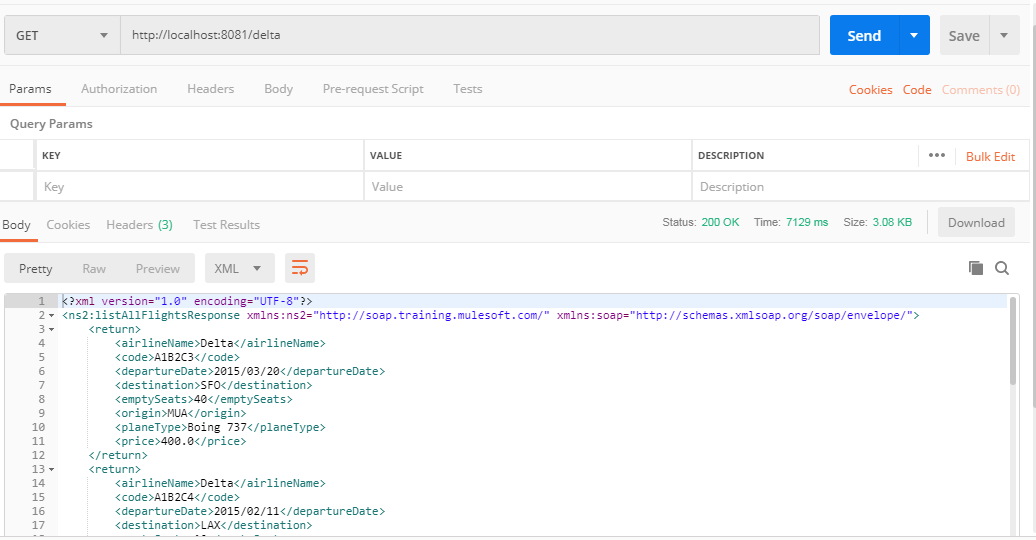 GET http://localhost:8081/delta Send Save
Params Authorization Headers Body Pre-request Script Tests Cookies Code Comments (0)
Query Params
KEY VALUE DESCRIPTION ••• Bulk Edit
Key Value Description
Body Cookies Headers (3) Test Results Status: 200 OK Time: 7129 ms Size: 3.08 KB Download
Pretty Raw Preview XML
1 <?xml version="1.0" encoding="UTF-8"?>
2 <ns2:listAllFlightsResponse xmlns:ns2="http://soap.training.mulesoft.com/" xmlns:soap="http://schemas.xmlsoap.org/soap/envelope/">
3 <return>
4 <airlineName>Delta</airlineName>
5 <code>A1B2C3</code>
6 <departureDate>2015/03/20</departureDate>
7 <destination>SFO</destination>
8 <emptySeats>40</emptySeats>
9 <origin>MUA</origin>
10 <planeType>Boing 737</planeType>
11 <price>400.0</price>
12 </return>
13 <return>
14 <airlineName>Delta</airlineName>
15 <code>A1B2C4</code>
16 <departureDate>2015/02/11</departureDate>
17 <destination>LAX</destination>